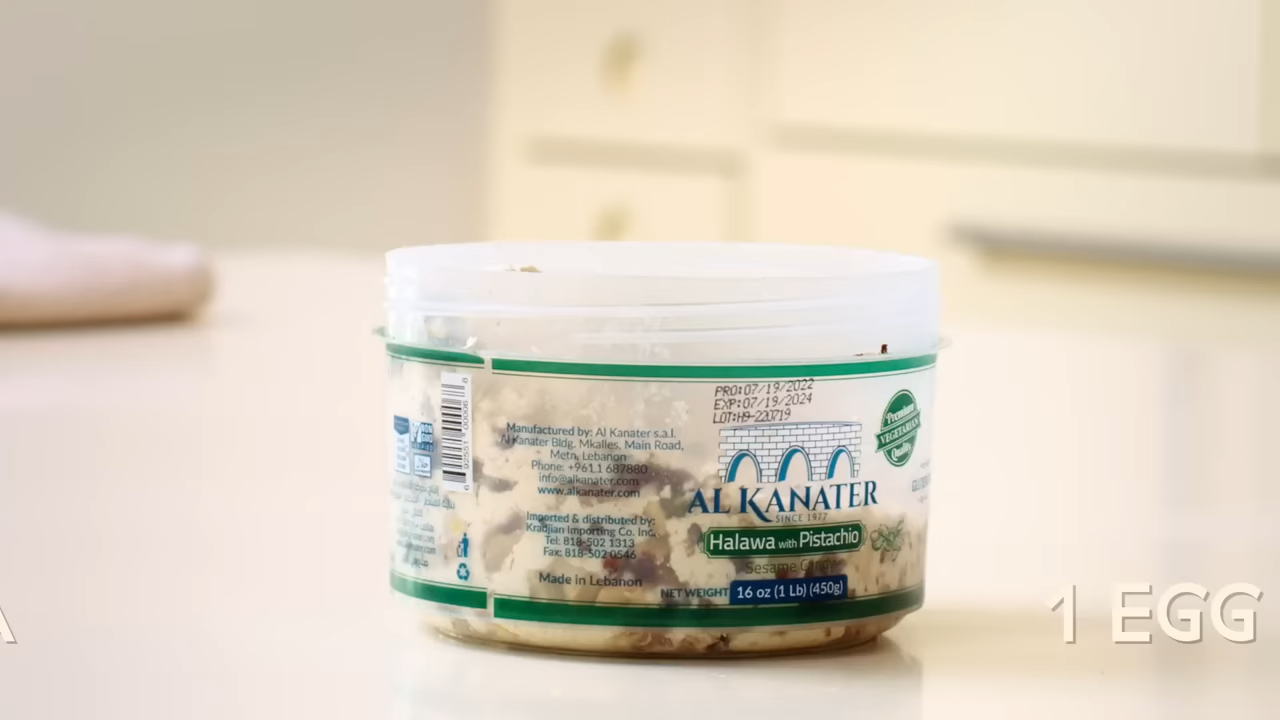 PRO:07/19/2022
EXP:07/19/2024
LOT:H9-220719
Premium
VEGETARIAN
Quality
Manufactured by: Al Kanater s.a.l.
Al Kanater Bldg. Mkalles, Main Road,
Metn, Lebanon
Phone: +961.1 687880
info@alkanater.com
www.alkanater.com
AL KANATER
SINCE 1977
Imported & distributed by:
Kradjian Importing Co. Inc.
Tel: 818-502 1313
Fax: 818-502 0546
Halawa with Pistachio
Sesame Candy
Made in Lebanon
NET WEIGHT 16 oz (1 Lb) (450g)
A
1 EGG